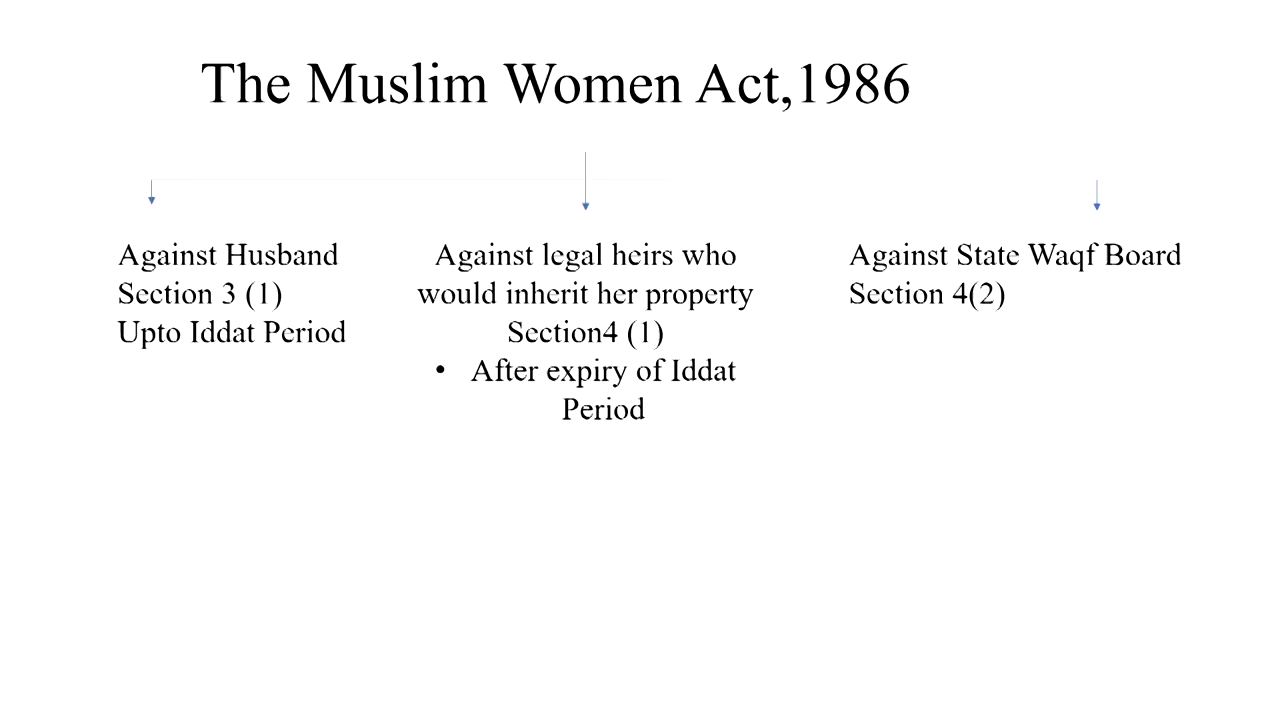 The Muslim Women Act,1986
Against Husband
Section 3 (1)
Upto Iddat Period
Against legal heirs who
would inherit her property
Section4 (1)
• After expiry of Iddat
Period
Against State Waqf Board
Section 4(2)